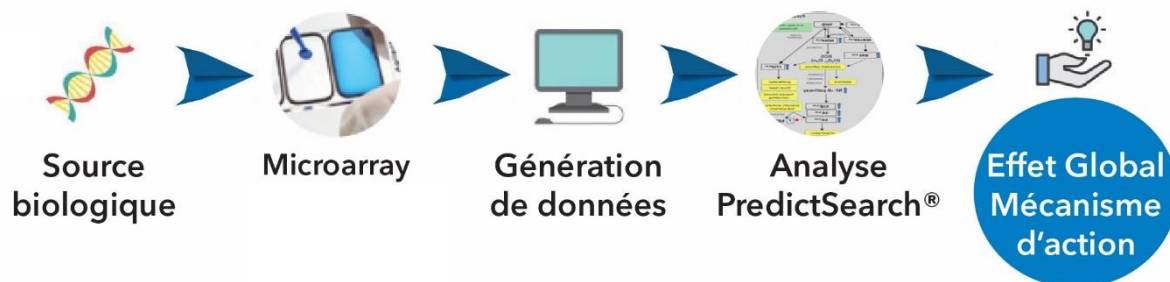 Source
biologique
Microarray
Génération
de données
Analyse
PredictSearch®
Effet Global
Mécanisme
d’action